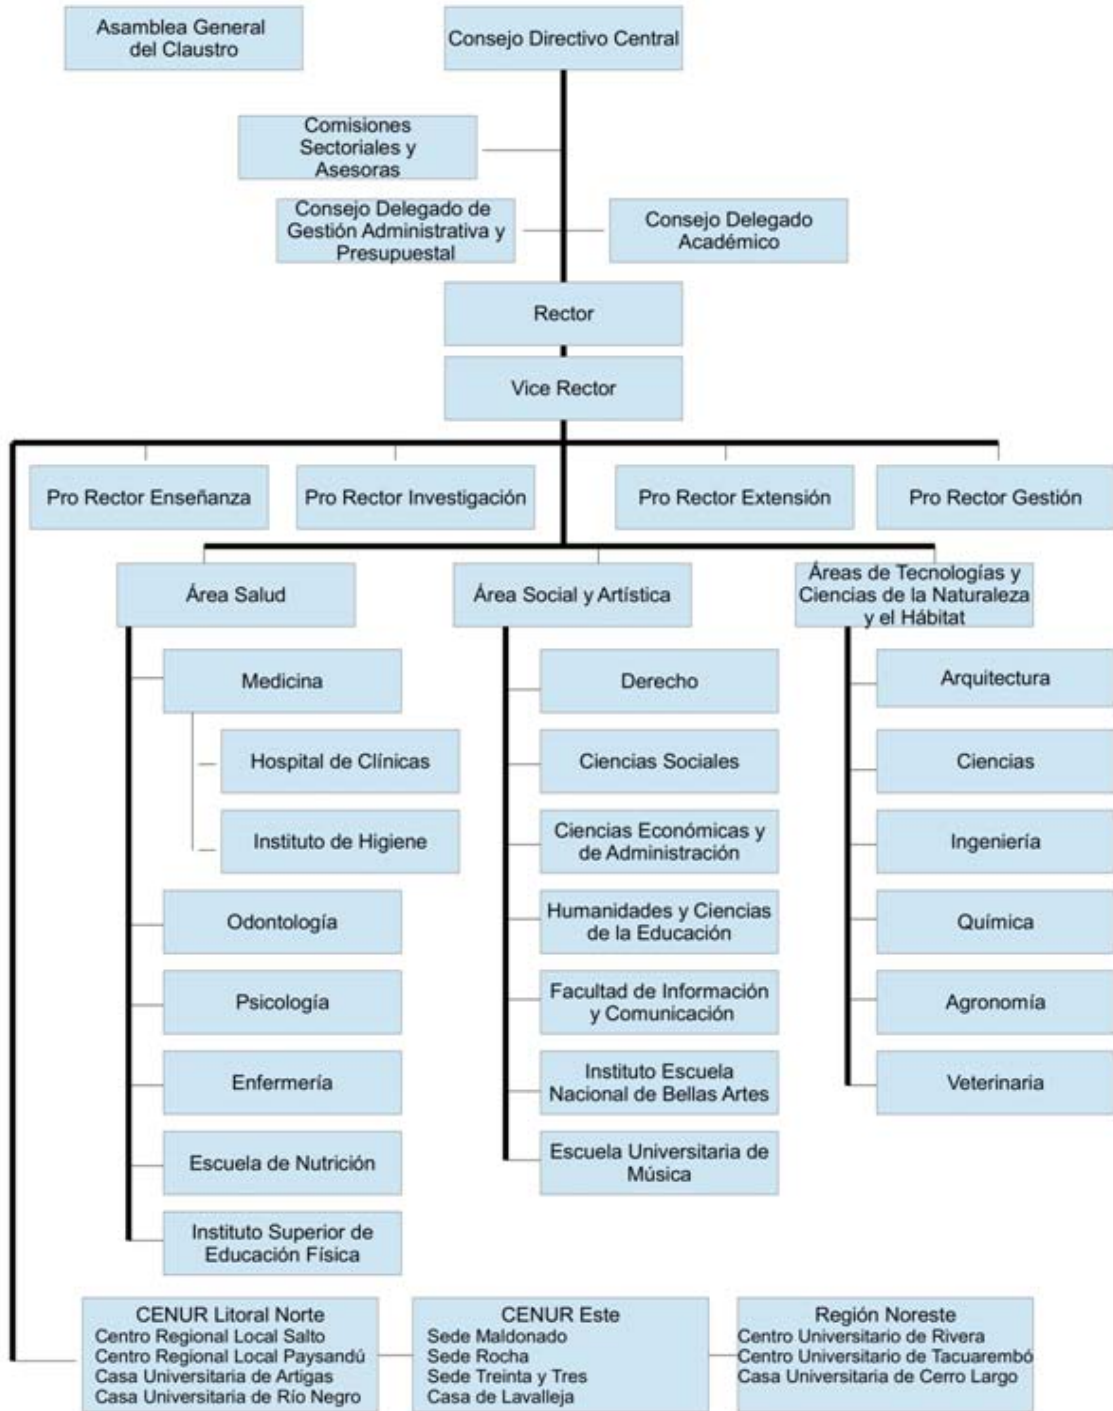 Asamblea General
del Claustro
Consejo Directivo Central
Comisiones
Sectoriales y
Asesoras
Consejo Delegado de
Gestión Administrativa y
Presupuestal
Consejo Delegado
Académico
Rector
Vice Rector
Pro Rector Enseñanza
Pro Rector Investigación
Pro Rector Extensión
Pro Rector Gestión
Área Salud
Medicina
Hospital de Clínicas
Instituto de Higiene
Odontología
Psicología
Enfermería
Escuela de Nutrición
Instituto Superior de
Educación Física
Área Social y Artística
Derecho
Ciencias Sociales
Ciencias Económicas y
de Administración
Humanidades y Ciencias
de la Educación
Facultad de Información
y Comunicación
Instituto Escuela
Nacional de Bellas Artes
Escuela Universitaria de
Música
Áreas de Tecnologías y
Ciencias de la Naturaleza
y el Hábitat
Arquitectura
Ciencias
Ingeniería
Química
Agronomía
Veterinaria
CENUR Litoral Norte
Centro Regional Local Salto
Centro Regional Local Paysandú
Casa Universitaria de Artigas
Casa Universitaria de Río Negro
CENUR Este
Sede Maldonado
Sede Rocha
Sede Treinta y Tres
Casa de Lavalleja
Región Noreste
Centro Universitario de Rivera
Centro Universitario de Tacuarembó
Casa Universitaria de Cerro Largo